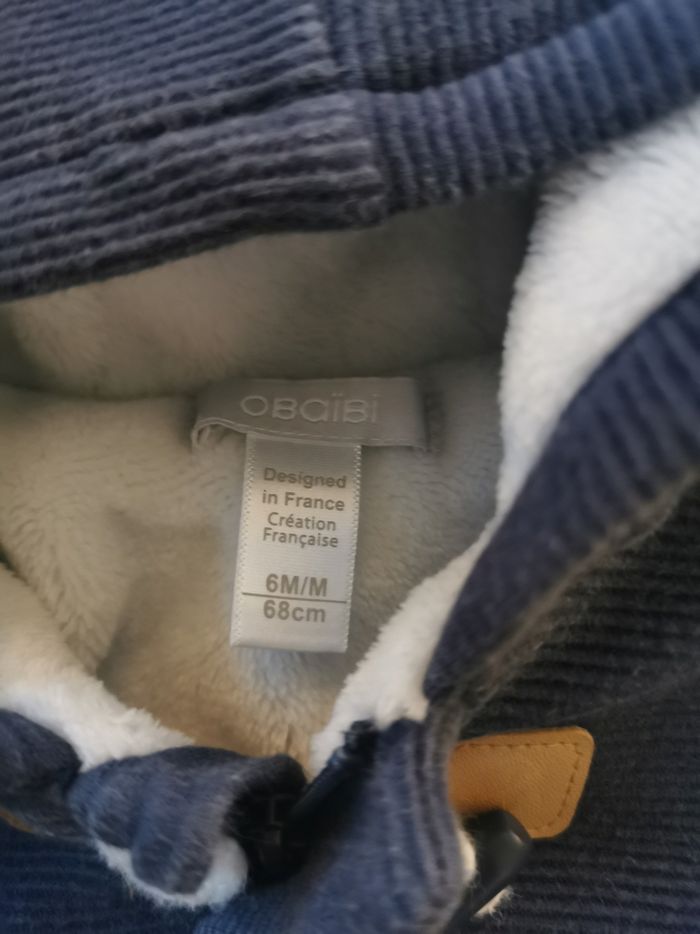 OBaïBi
Designed
in France
Création
Française
6M/M
68cm